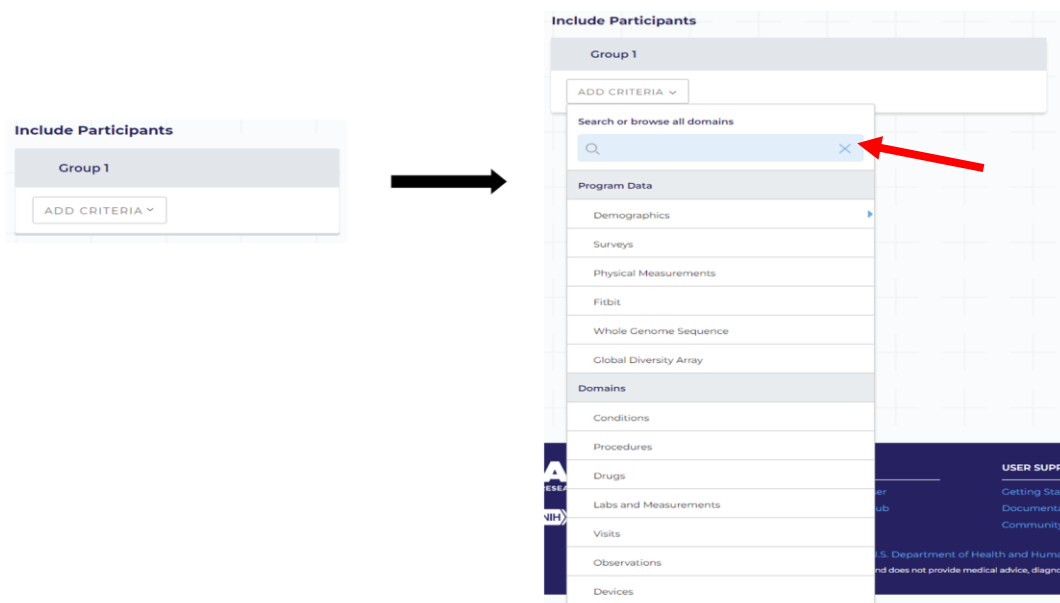 Include Participants
Group 1
ADD CRITERIA
Include Participants
Group 1
ADD CRITERIA
Search or browse all domains
Program Data
Demographics
Surveys
Physical Measurements
Fitbit
Whole Genome Sequence
Global Diversity Array
Domains
Conditions
Procedures
Drugs
Labs and Measurements
Visits
Observations
Devices
USER SUPP
Getting Sta
Documenta
Community
NIH
U.S. Department of Health and Huma
nd does not provide medical advice, diagno